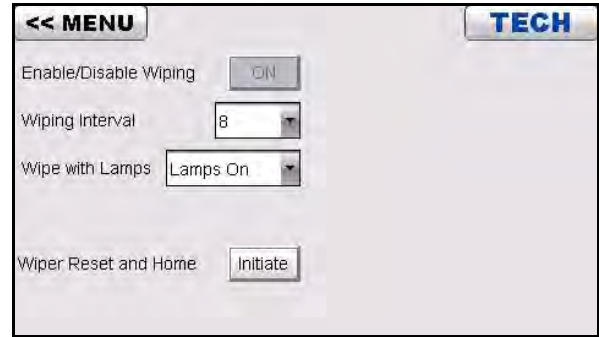 << MENU TECH
Enable/Disable Wiping ON
Wiping Interval 8
Wipe with Lamps Lamps On
Wiper Reset and Home Initiate